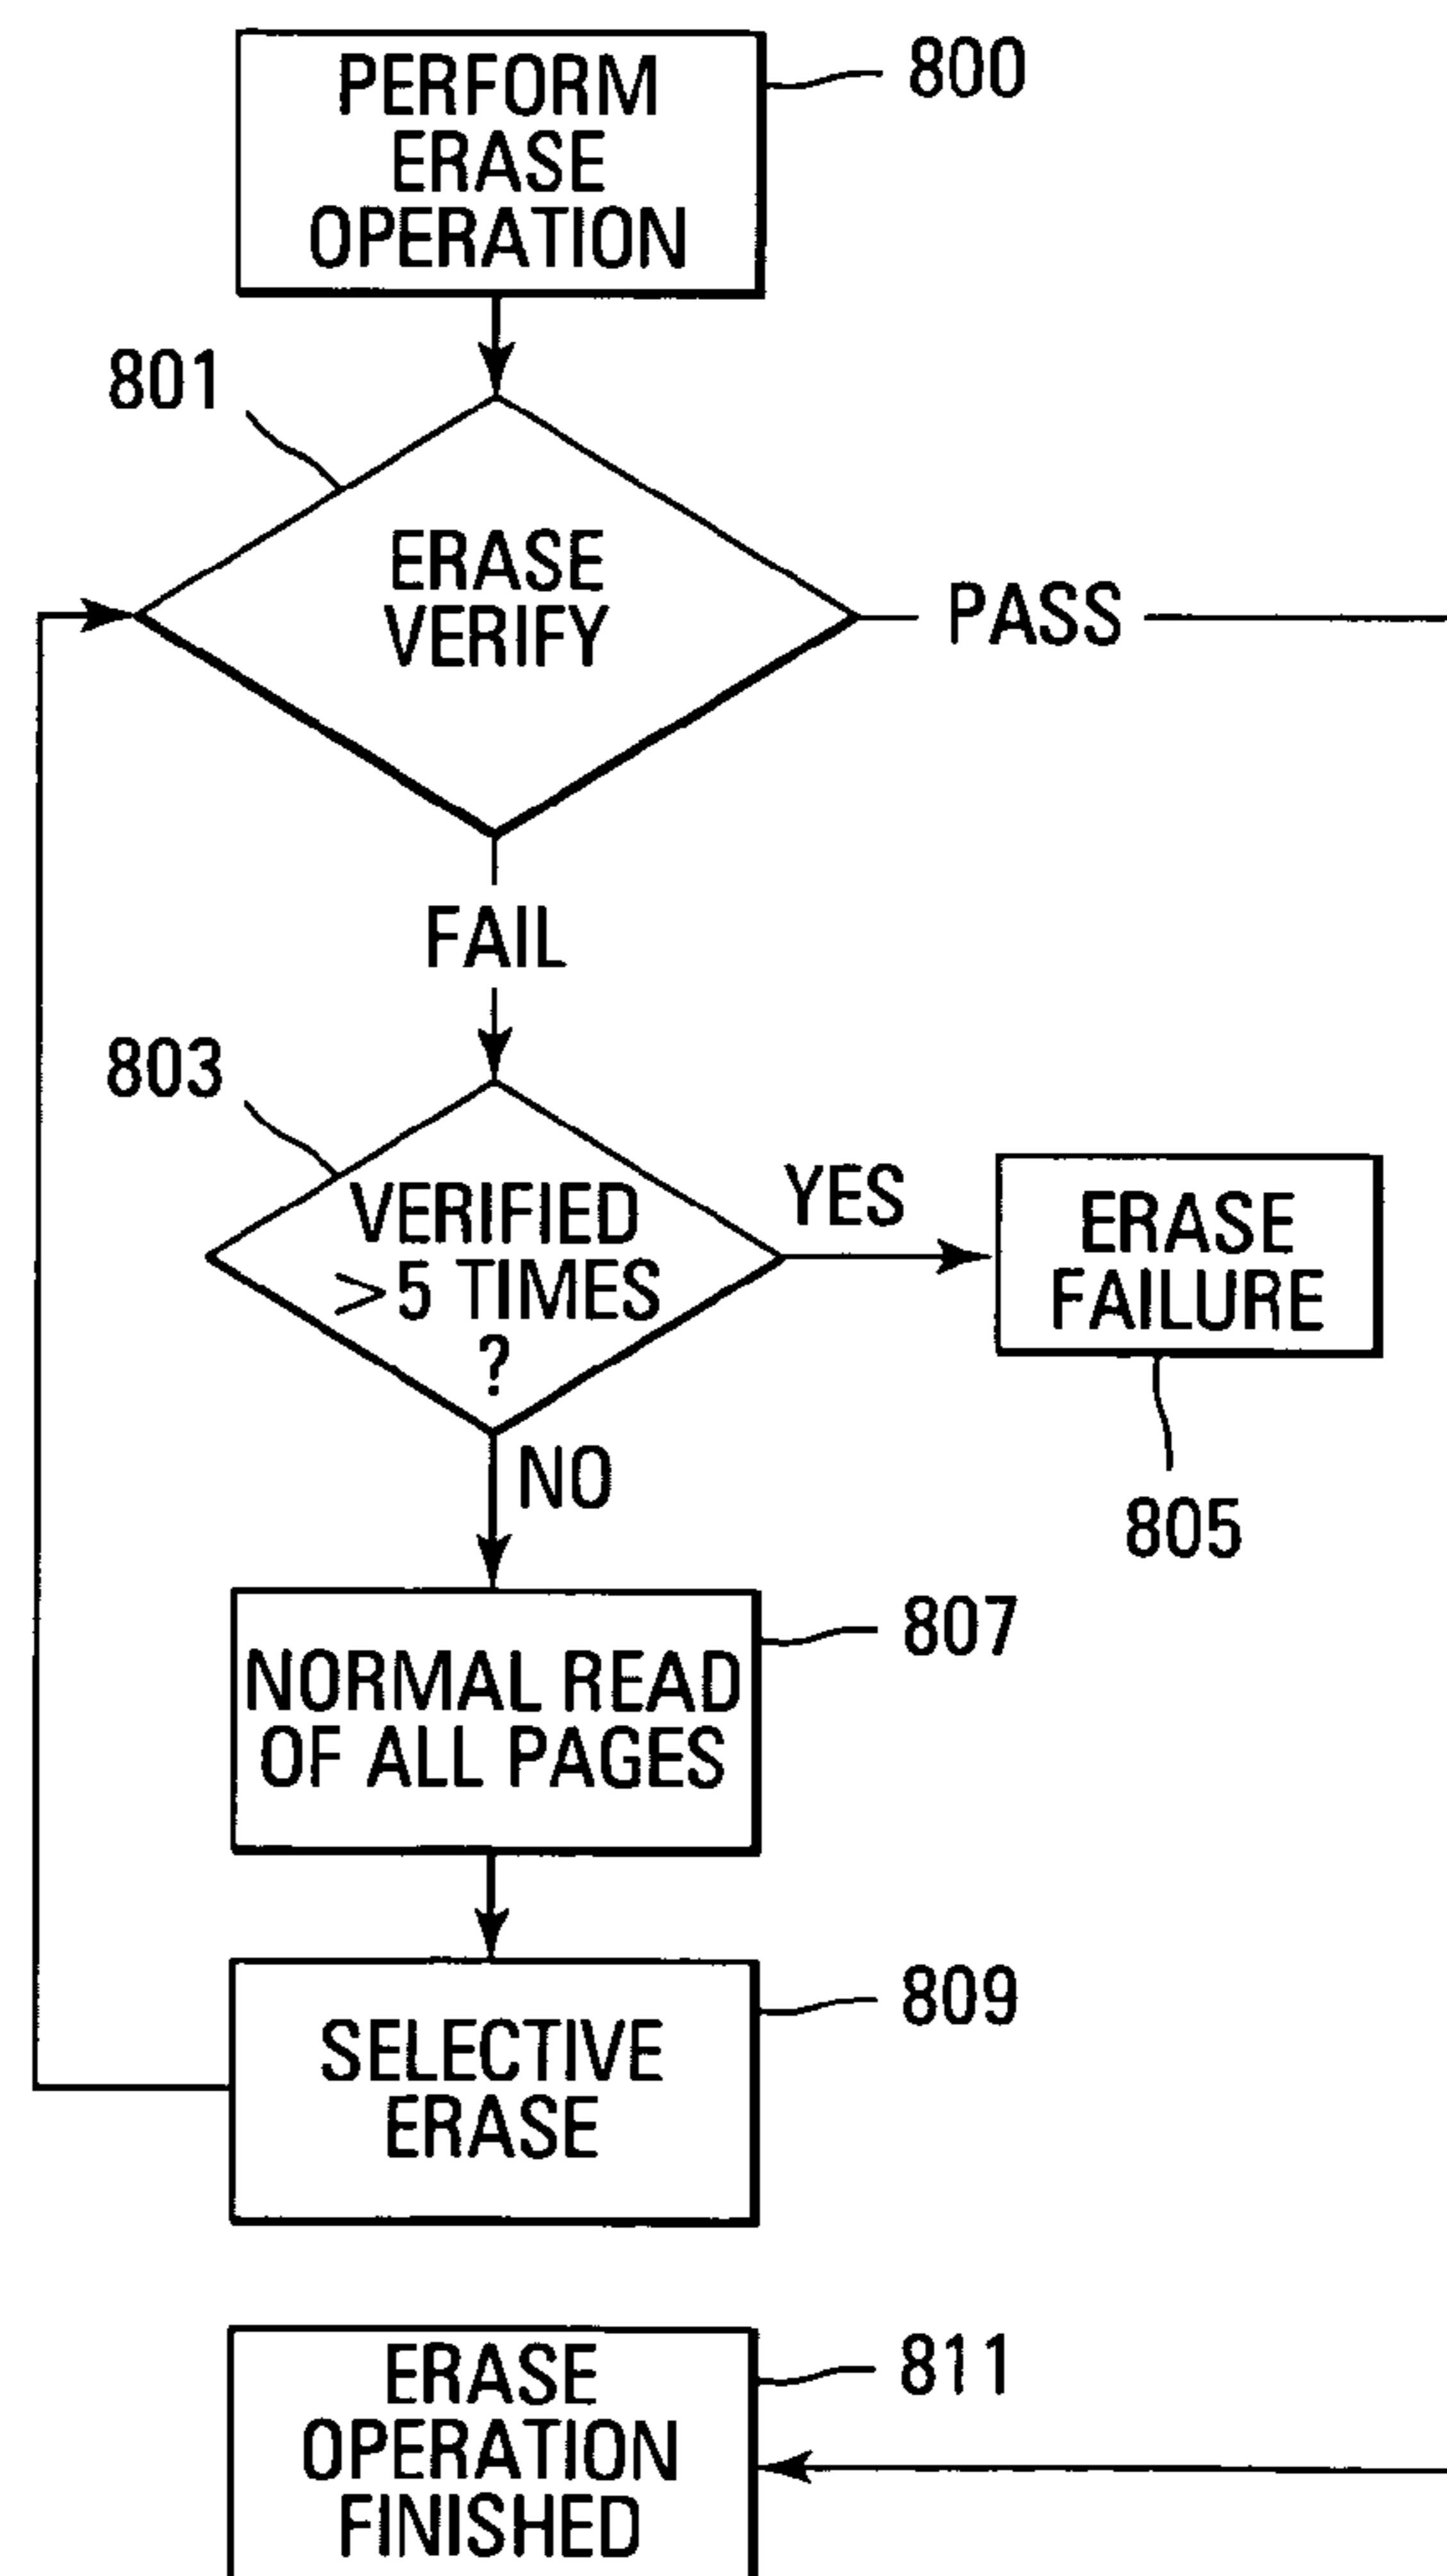 PERFORM
ERASE
OPERATION
800
801
ERASE
VERIFY
PASS
FAIL
803
VERIFIED
>5 TIMES
?
YES
ERASE
FAILURE
805
NO
NORMAL READ
OF ALL PAGES
807
SELECTIVE
ERASE
809
ERASE
OPERATION
FINISHED
811